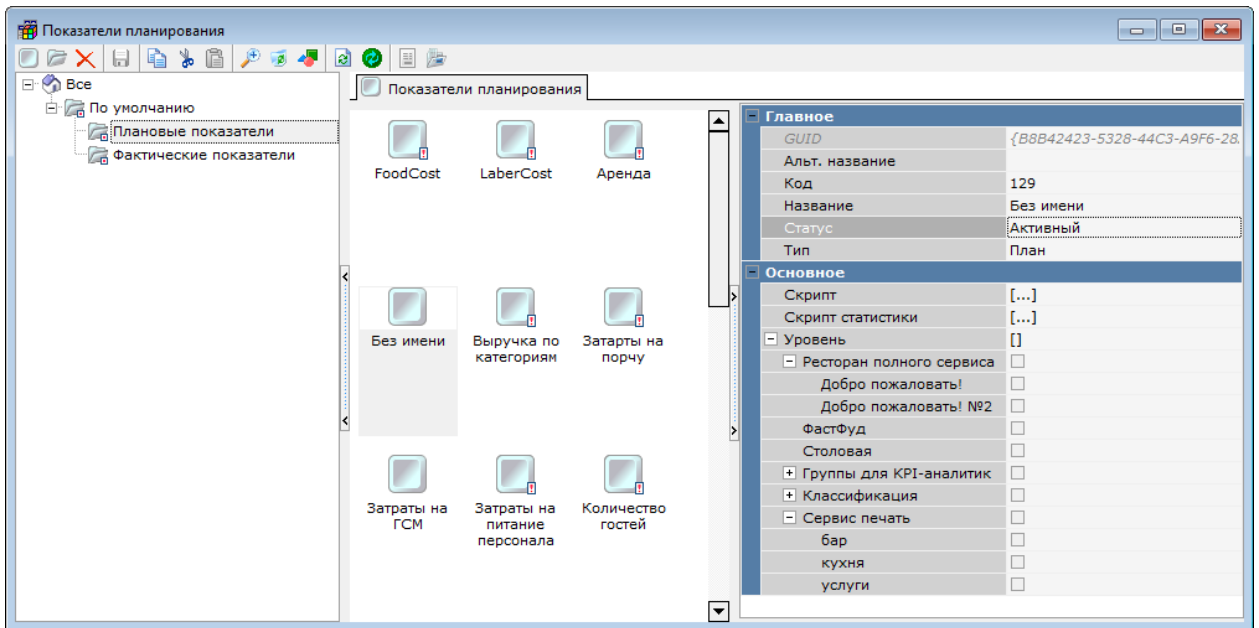 Показатели планирования
Все
По умолчанию
Плановые показатели
Фактические показатели
Показатели планирования
FoodCost
LaberCost
Аренда
Без имени
Выручка по
категориям
Затарты на
порчу
Затраты на
ГСМ
Затраты на
питание
персонала
Количество
гостей
Главное
GUID {B8B42423-5328-44C3-A9F6-28.
Альт. название
Код 129
Название Без имени
Статус Активный
Тип План
Основное
Скрипт [...]
Скрипт статистики [...]
Уровень []
Ресторан полного сервиса
Добро пожаловать!
Добро пожаловать! №2
ФастФуд
Столовая
Группы для KPI-аналитик
Классификация
Сервис печать
бар
кухня
услуги